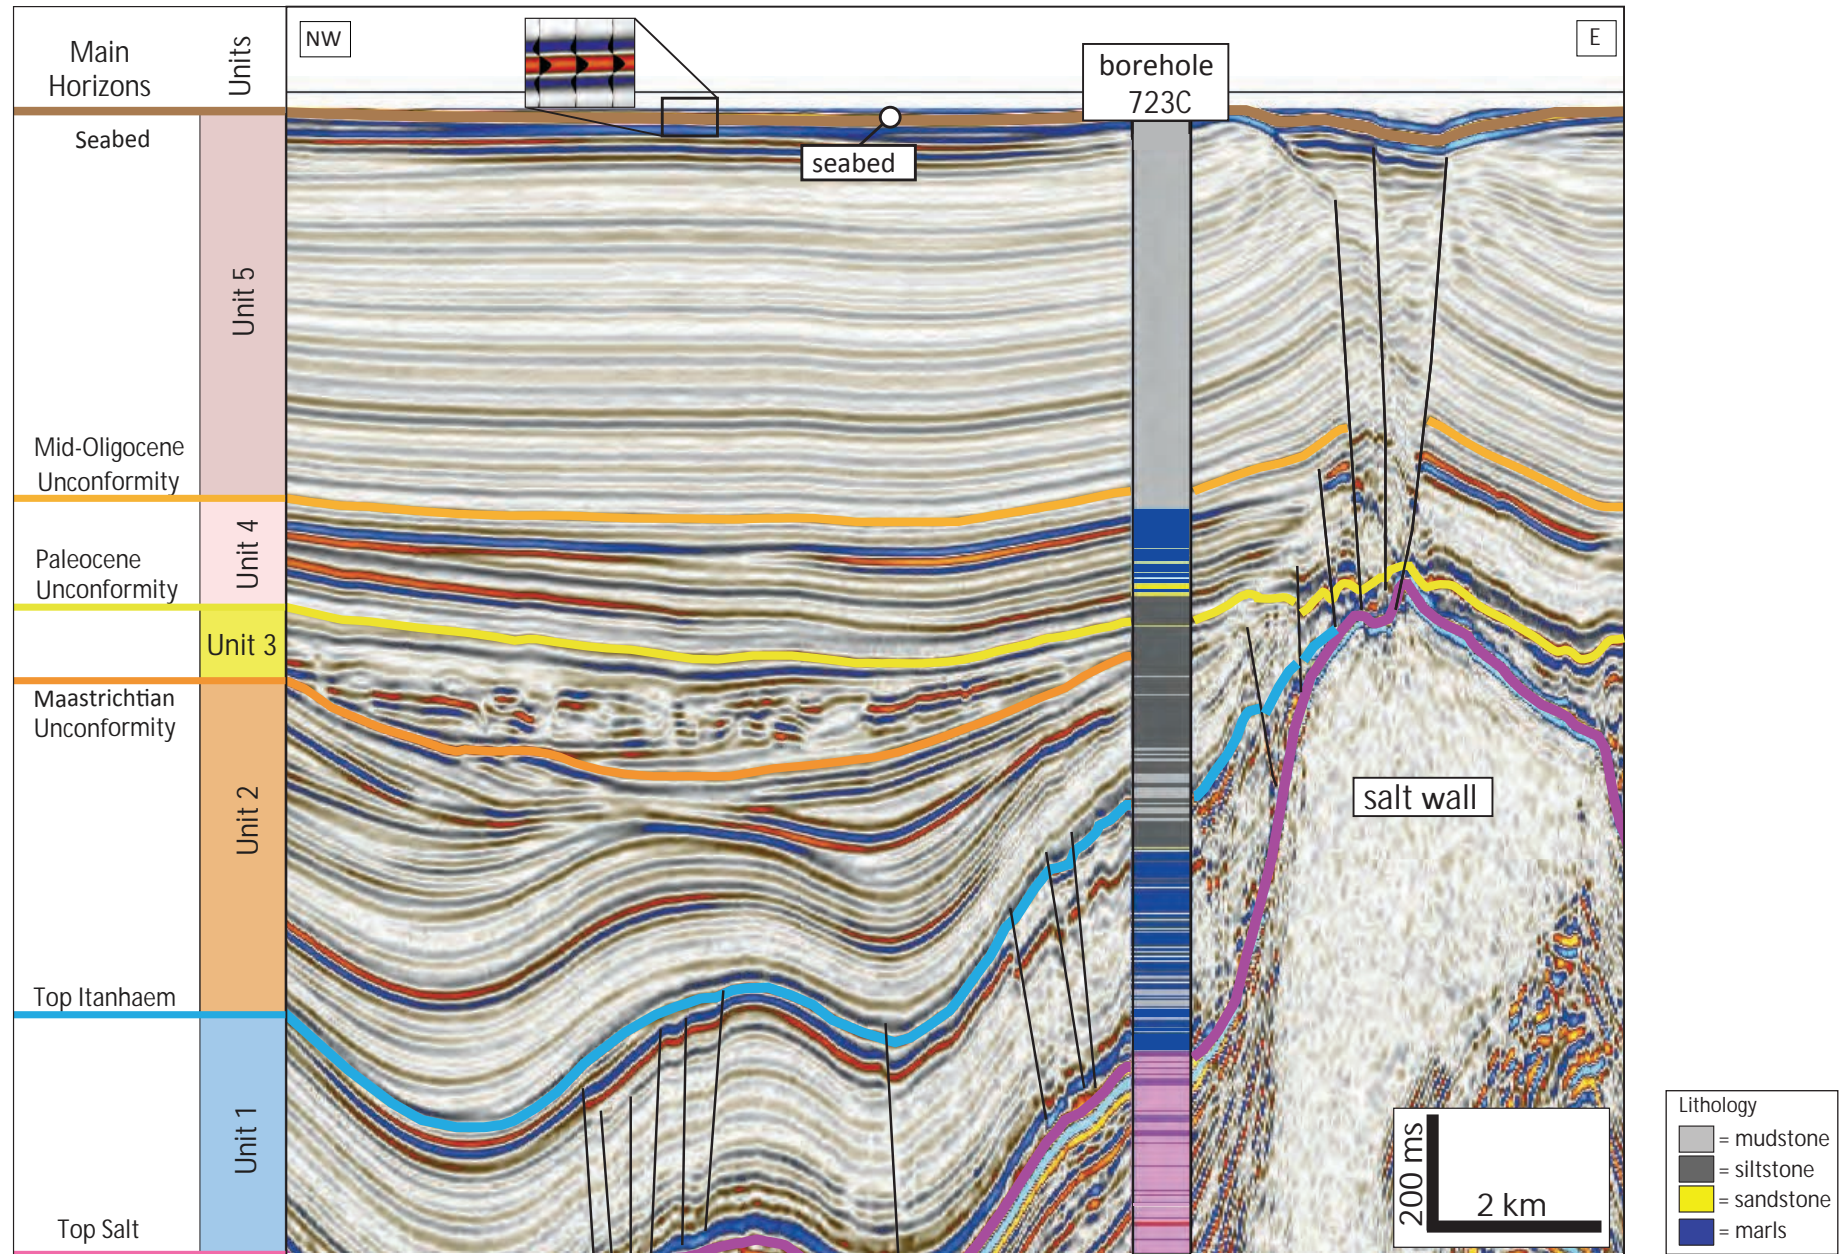 Main
Horizons
Units
NW
E
borehole
723C
Seabed
seabed
Unit 5
Mid-Oligocene
Unconformity
Unit 4
Paleocene
Unconformity
Unit 3
Maastrichtian
Unconformity
Unit 2
salt wall
Top Itanhaem
Unit 1
Top Salt
200 ms
2 km
Lithology
= mudstone
= siltstone
= sandstone
= marls